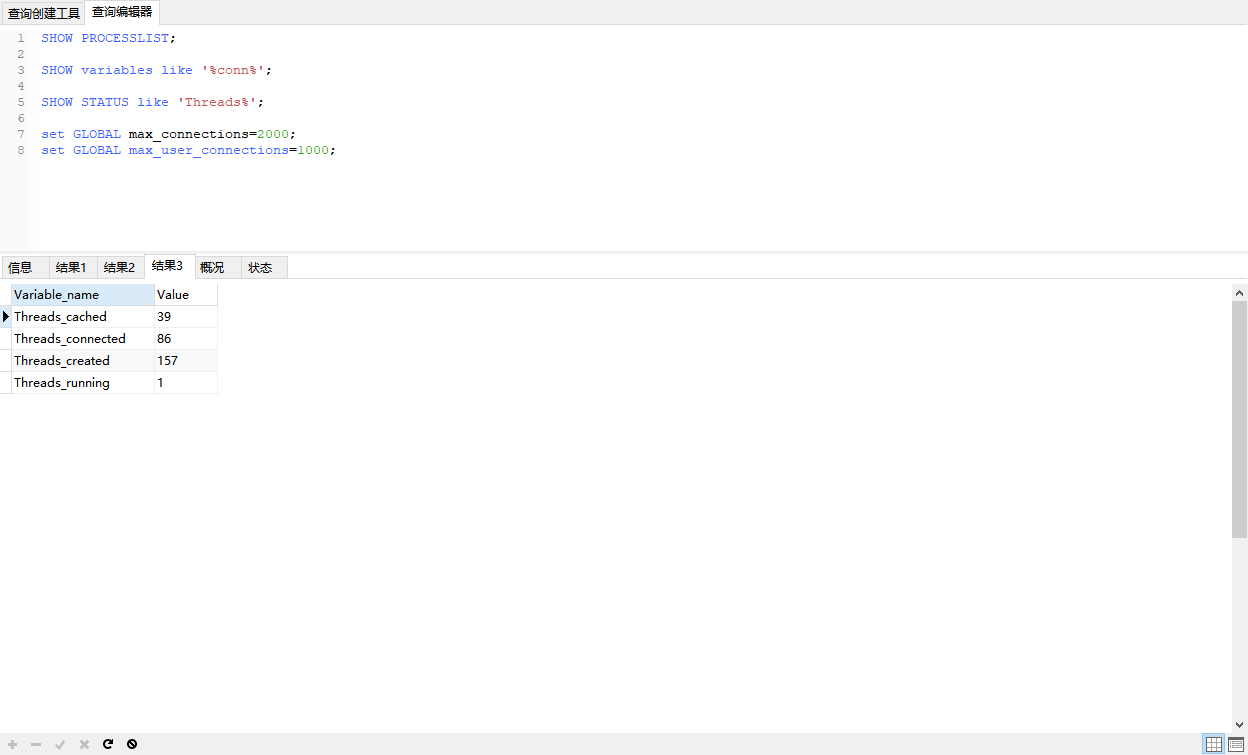 查询创建工具 查询编辑器
1 SHOW PROCESSLIST;
2
3 SHOW variables like '%conn%';
4
5 SHOW STATUS like 'Threads%';
6
7 set GLOBAL max_connections=2000;
8 set GLOBAL max_user_connections=1000;
信息 结果1 结果2 结果3 概况 状态
Variable_name Value
Threads_cached 39
Threads_connected 86
Threads_created 157
Threads_running 1